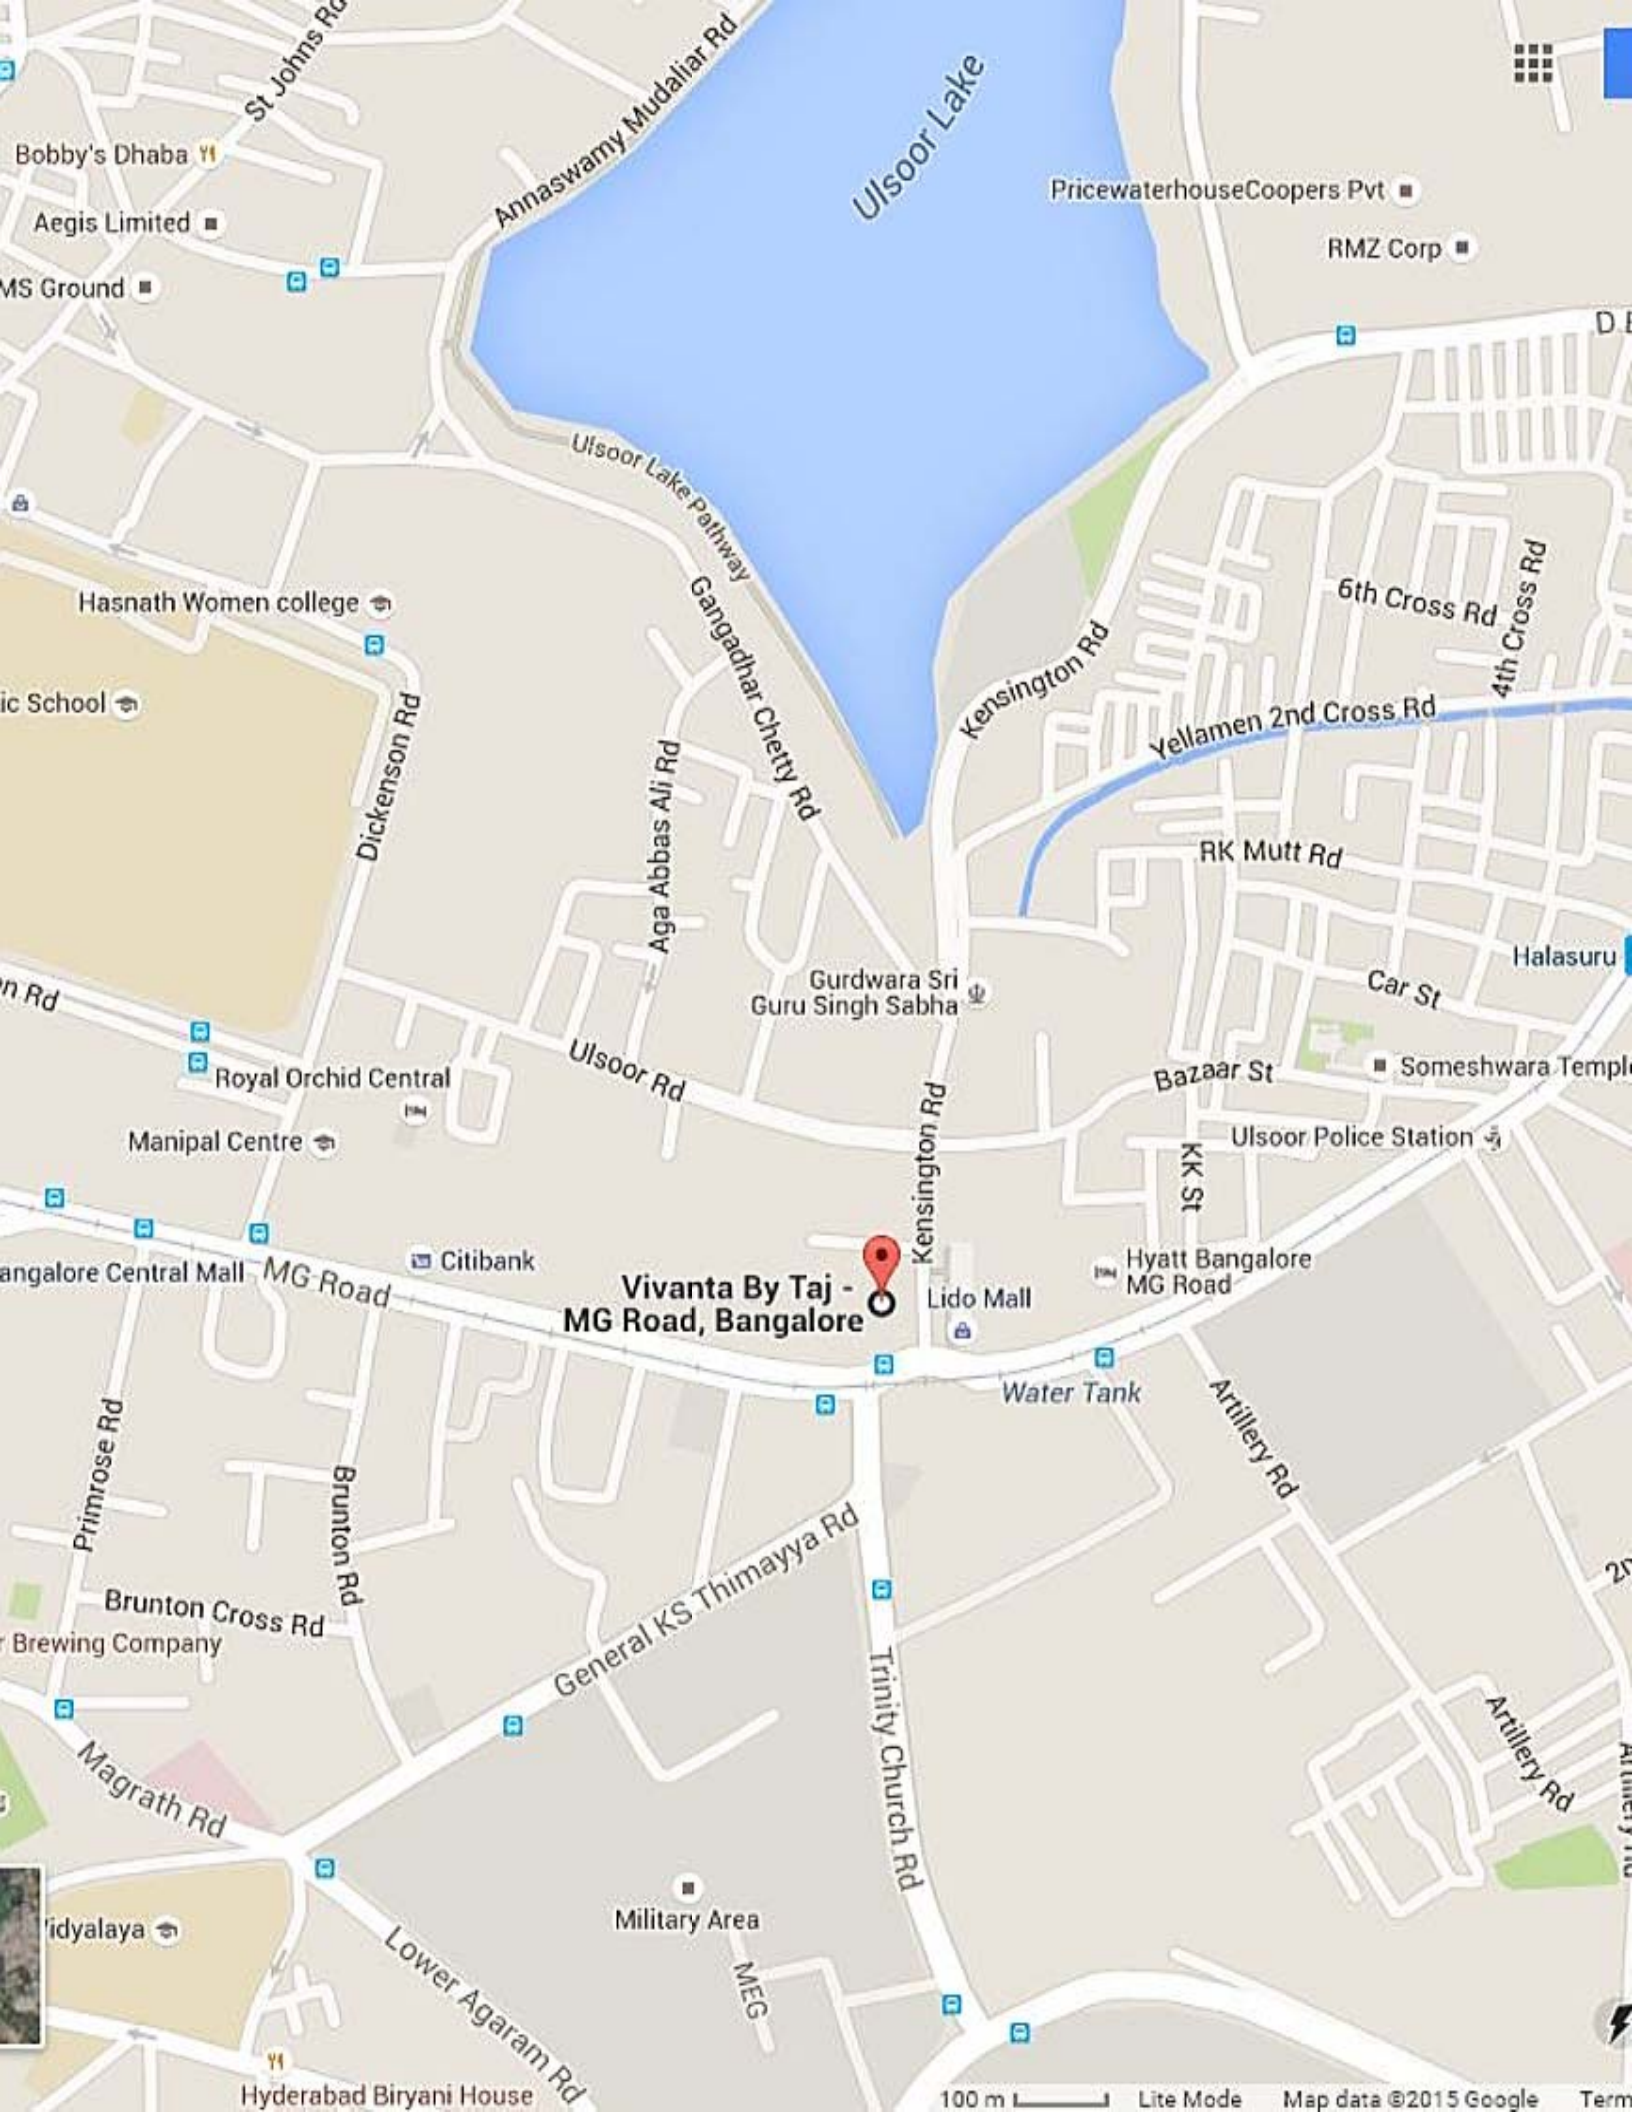 St Johns Rd
Annaswamy Mudaliar Rd
Ulsoor Lake
Bobby's Dhaba
Aegis Limited
MS Ground
PricewaterhouseCoopers Pvt
RMZ Corp
D
Ulsoor Lake Pathway
Hasnath Women college
ic School
Gangadhar Chetty Rd
Kensington Rd
6th Cross Rd
4th Cross Rd
Yellamen 2nd Cross Rd
Dickenson Rd
Aga Abbas Ali Rd
RK Mutt Rd
Halasuru
Car St
Gurdwara Sri
Guru Singh Sabha
on Rd
Ulsoor Rd
Royal Orchid Central
Bazaar St
Someshwara Temple
Manipal Centre
Ulsoor Police Station
Kensington Rd
KK St
angalore Central Mall
MG Road
Citibank
Vivanta By Taj -
MG Road, Bangalore
Lido Mall
Hyatt Bangalore
MG Road
Water Tank
Artillery Rd
Primrose Rd
Brunton Rd
Brunton Cross Rd
r Brewing Company
General KS Thimayya Rd
2n
Trinity Church Rd
Artillery Rd
Artillery Rd
Magrath Rd
Military Area
idyalaya
Lower Agaram Rd
MEG
Hyderabad Biryani House
100 m
Lite Mode
Map data ©2015 Google
Term